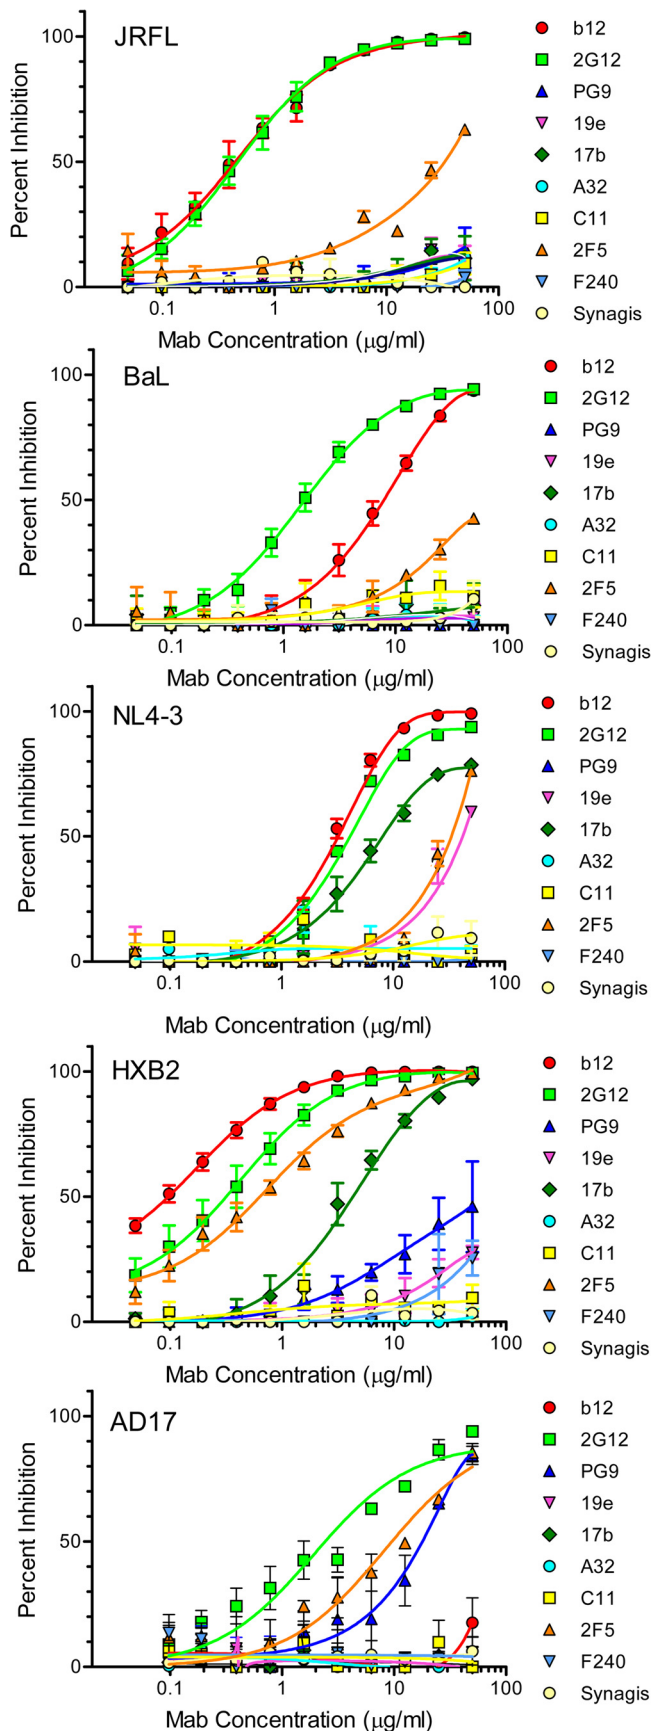 JRFL
Percent Inhibition
100
50
0
0.1 1 10 100
Mab Concentration (μg/ml)
b12
2G12
PG9
19e
17b
A32
C11
2F5
F240
Synagis
BaL
Percent Inhibition
100
50
0
0.1 1 10 100
Mab Concentration (μg/ml)
b12
2G12
PG9
19e
17b
A32
C11
2F5
F240
Synagis
NL4-3
Percent Inhibition
100
50
0
0.1 1 10 100
Mab Concentration (μg/ml)
b12
2G12
PG9
19e
17b
A32
C11
2F5
F240
Synagis
HXB2
Percent Inhibition
100
50
0
0.1 1 10 100
Mab Concentration (μg/ml)
b12
2G12
PG9
19e
17b
A32
C11
2F5
F240
Synagis
AD17
Percent Inhibition
100
50
0
0.1 1 10 100
Mab Concentration (μg/ml)
b12
2G12
PG9
19e
17b
A32
C11
2F5
F240
Synagis